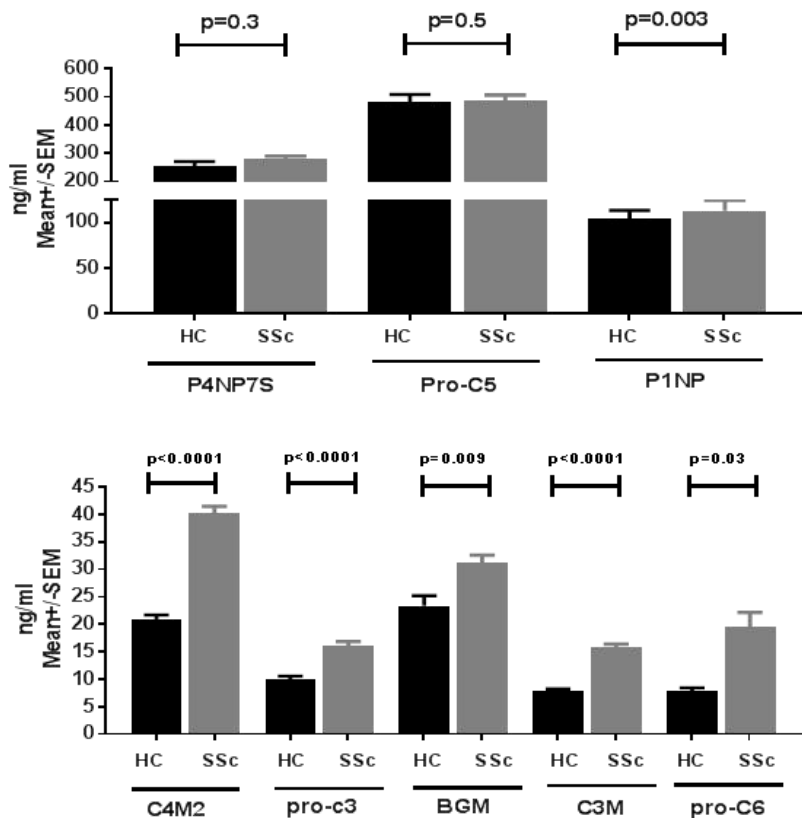 p=0.3 p=0.5 p=0.003
600
500
400
300
200
100
50
0
ng/ml
Mean+/-SEM
HC SSc HC SSc HC SSc
P4NP7S Pro-C5 P1NP
p<0.0001 p<0.0001 p=0.009 p<0.0001 p=0.03
45
40
35
30
25
20
15
10
5
0
ng/ml
Mean+/-SEM
HC SSc HC SSc HC SSc HC SSc HC SSc
C4M2 pro-c3 BGM C3M pro-C6